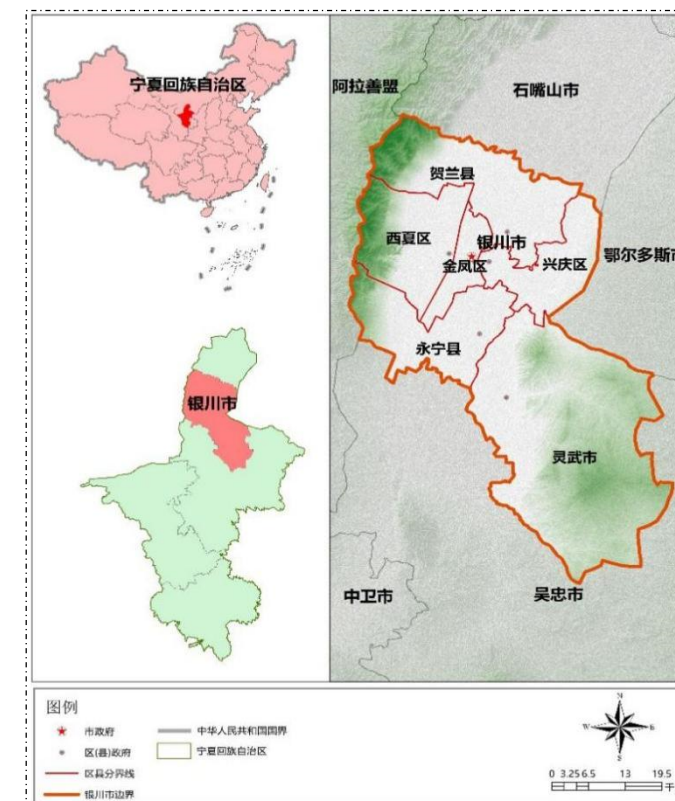 宁夏回族自治区
银川市
阿拉善盟
石嘴山市
贺兰县
西夏区
银川市
金凤区
兴庆区
鄂尔多斯市
永宁县
灵武市
中卫市
吴忠市
图例
市政府
区(县)政府
区县分界线
银川市边界
中华人民共和国国界
宁夏回族自治区
N
W
E
S
0 3.25 6.5 13 19.5
千